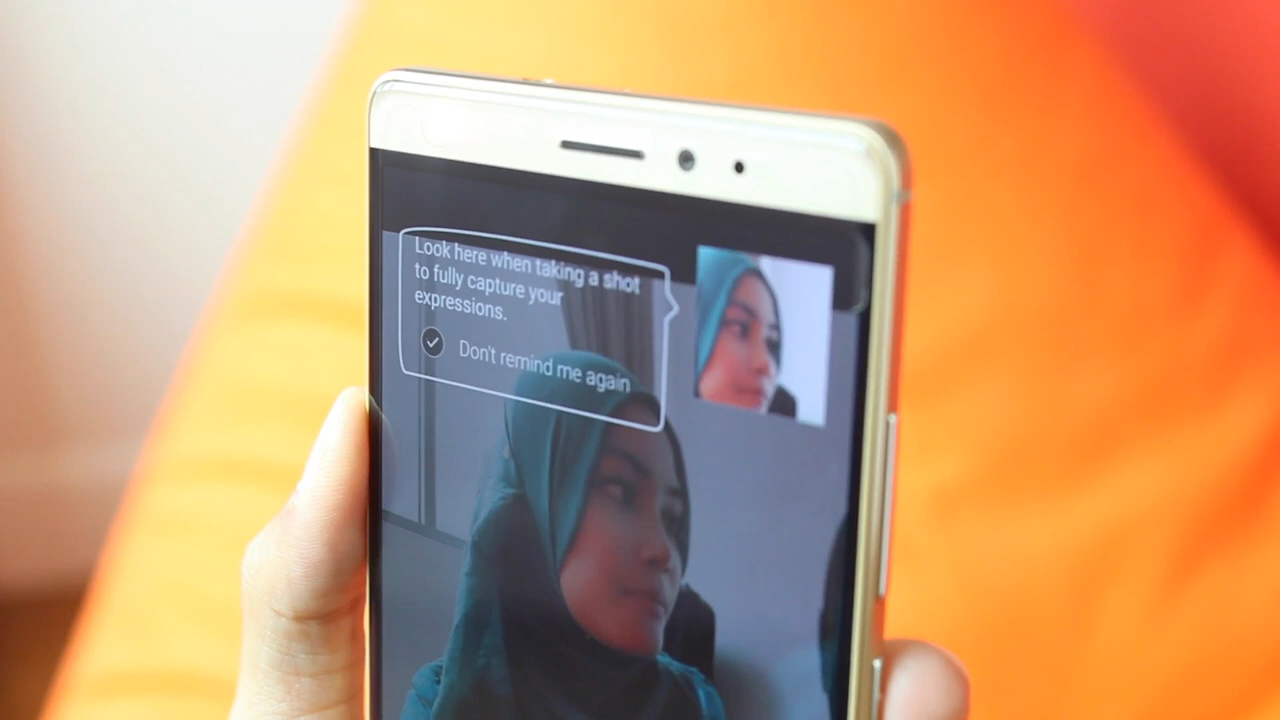 Look here when taking a shot
to fully capture your
expressions.
Don't remind me again